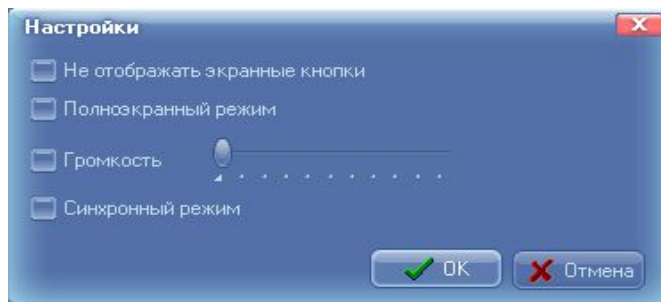 Настройки
Не отображать экранные кнопки
Полноэкранный режим
Громкость
Синхронный режим
OK
Отмена